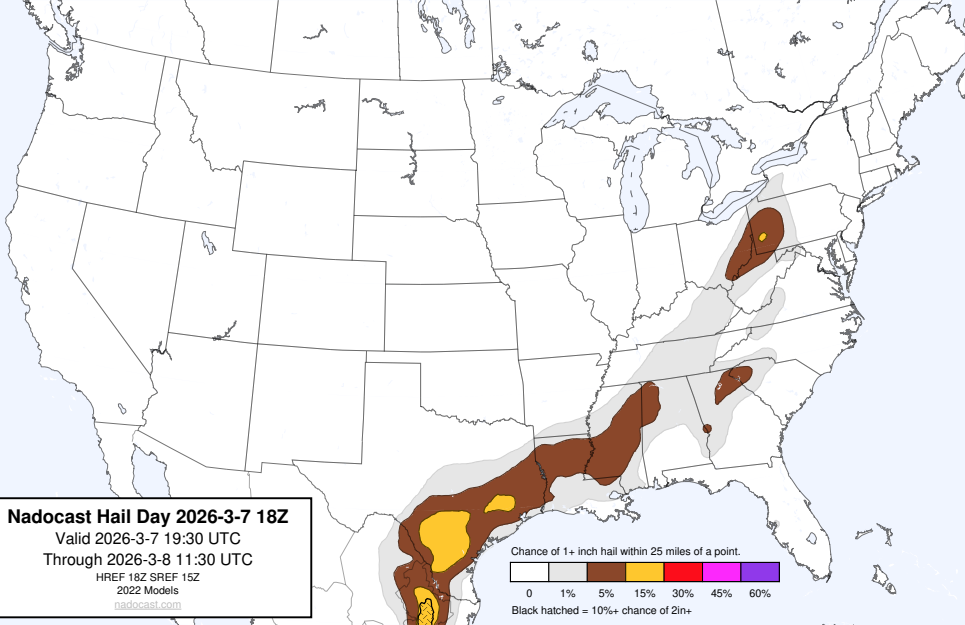 Nadocast Hail Day 2026-3-7 18Z
Valid 2026-3-7 19:30 UTC
Through 2026-3-8 11:30 UTC
HREF 18Z SREF 15Z
2022 Models
nadocast.com
Chance of 1+ inch hail within 25 miles of a point.
0 1% 5% 15% 30% 45% 60%
Black hatched = 10%+ chance of 2in+